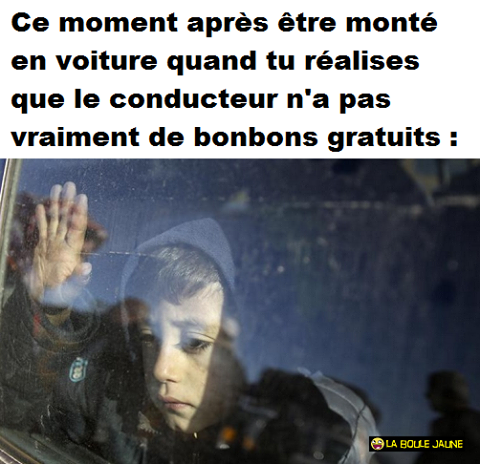 Ce moment après être monté
en voiture quand tu réalises
que le conducteur n'a pas
vraiment de bonbons gratuits :
LA BOULE JAUNE